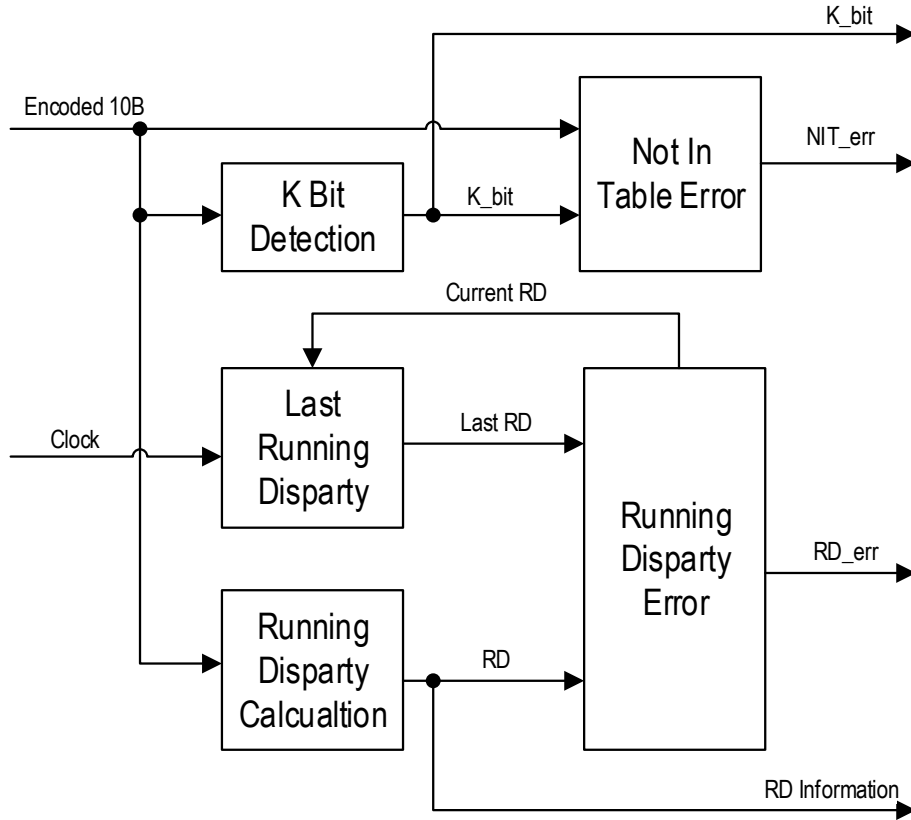 K_bit
Encoded 10B
Not In
Table Error
NIT_err
K Bit
Detection
K_bit
Current RD
Last
Running
Disparty
Clock
Last RD
Running
Disparty
Error
RD_err
Running
Disparty
Calcualtion
RD
RD Information